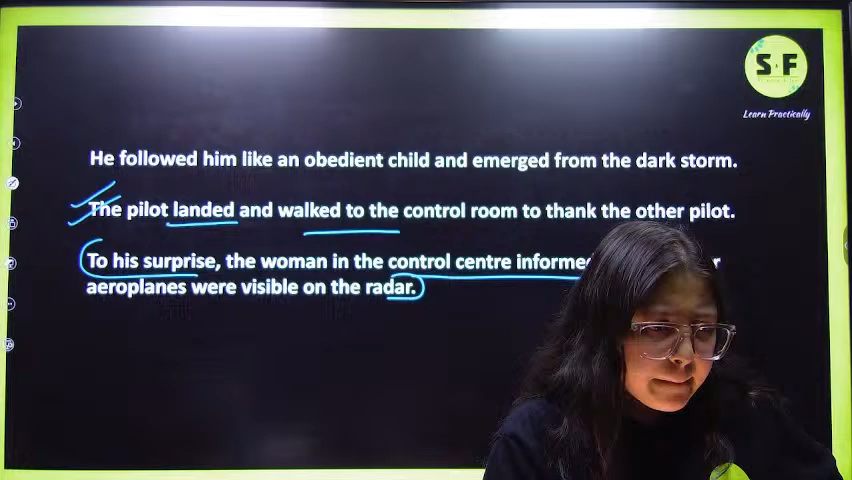 S F
Learn Practically
He followed him like an obedient child and emerged from the dark storm.
The pilot landed and walked to the control room to thank the other pilot.
To his surprise, the woman in the control centre informe
aeroplanes were visible on the radar.